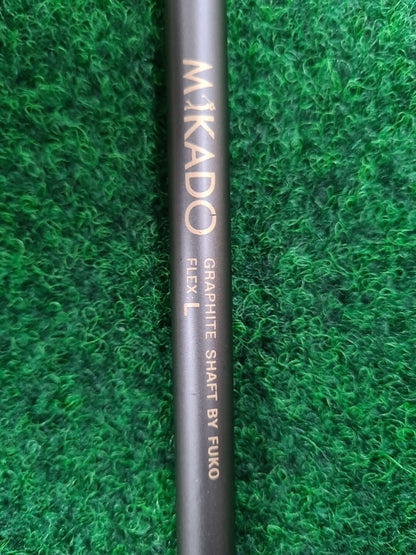 MIKADO
GRAPHITE SHAFT BY FUKO
FLEX: L